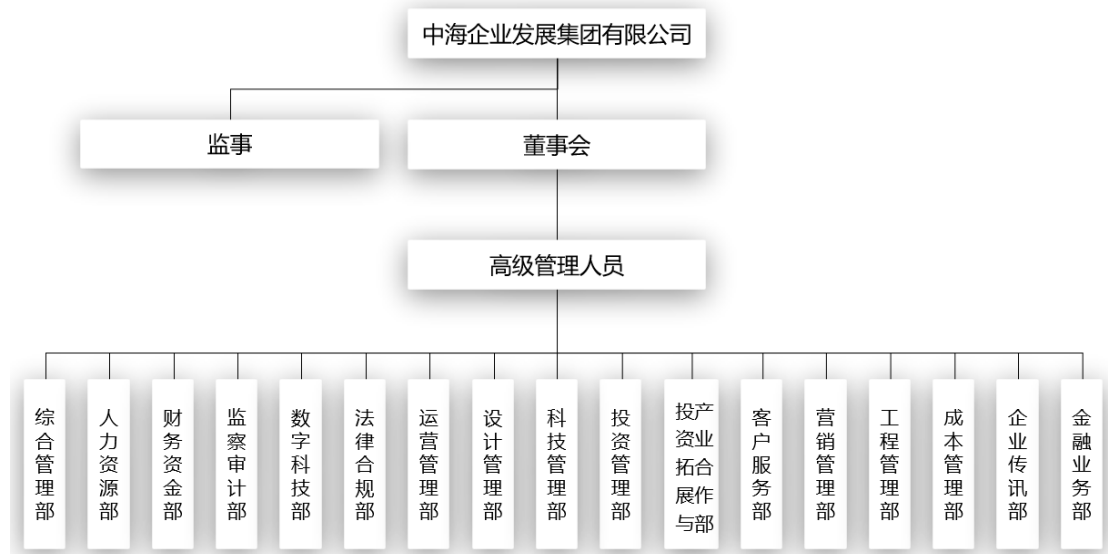 中海企业发展集团有限公司
监事
董事会
高级管理人员
综合管理部
人力资源部
财务资金部
监察审计部
数字科技部
法律合规部
运营管理部
设计管理部
科技管理部
投资管理部
投资拓展与
产业合作部
客户服务部
营销管理部
工程管理部
成本管理部
企业传讯部
金融业务部